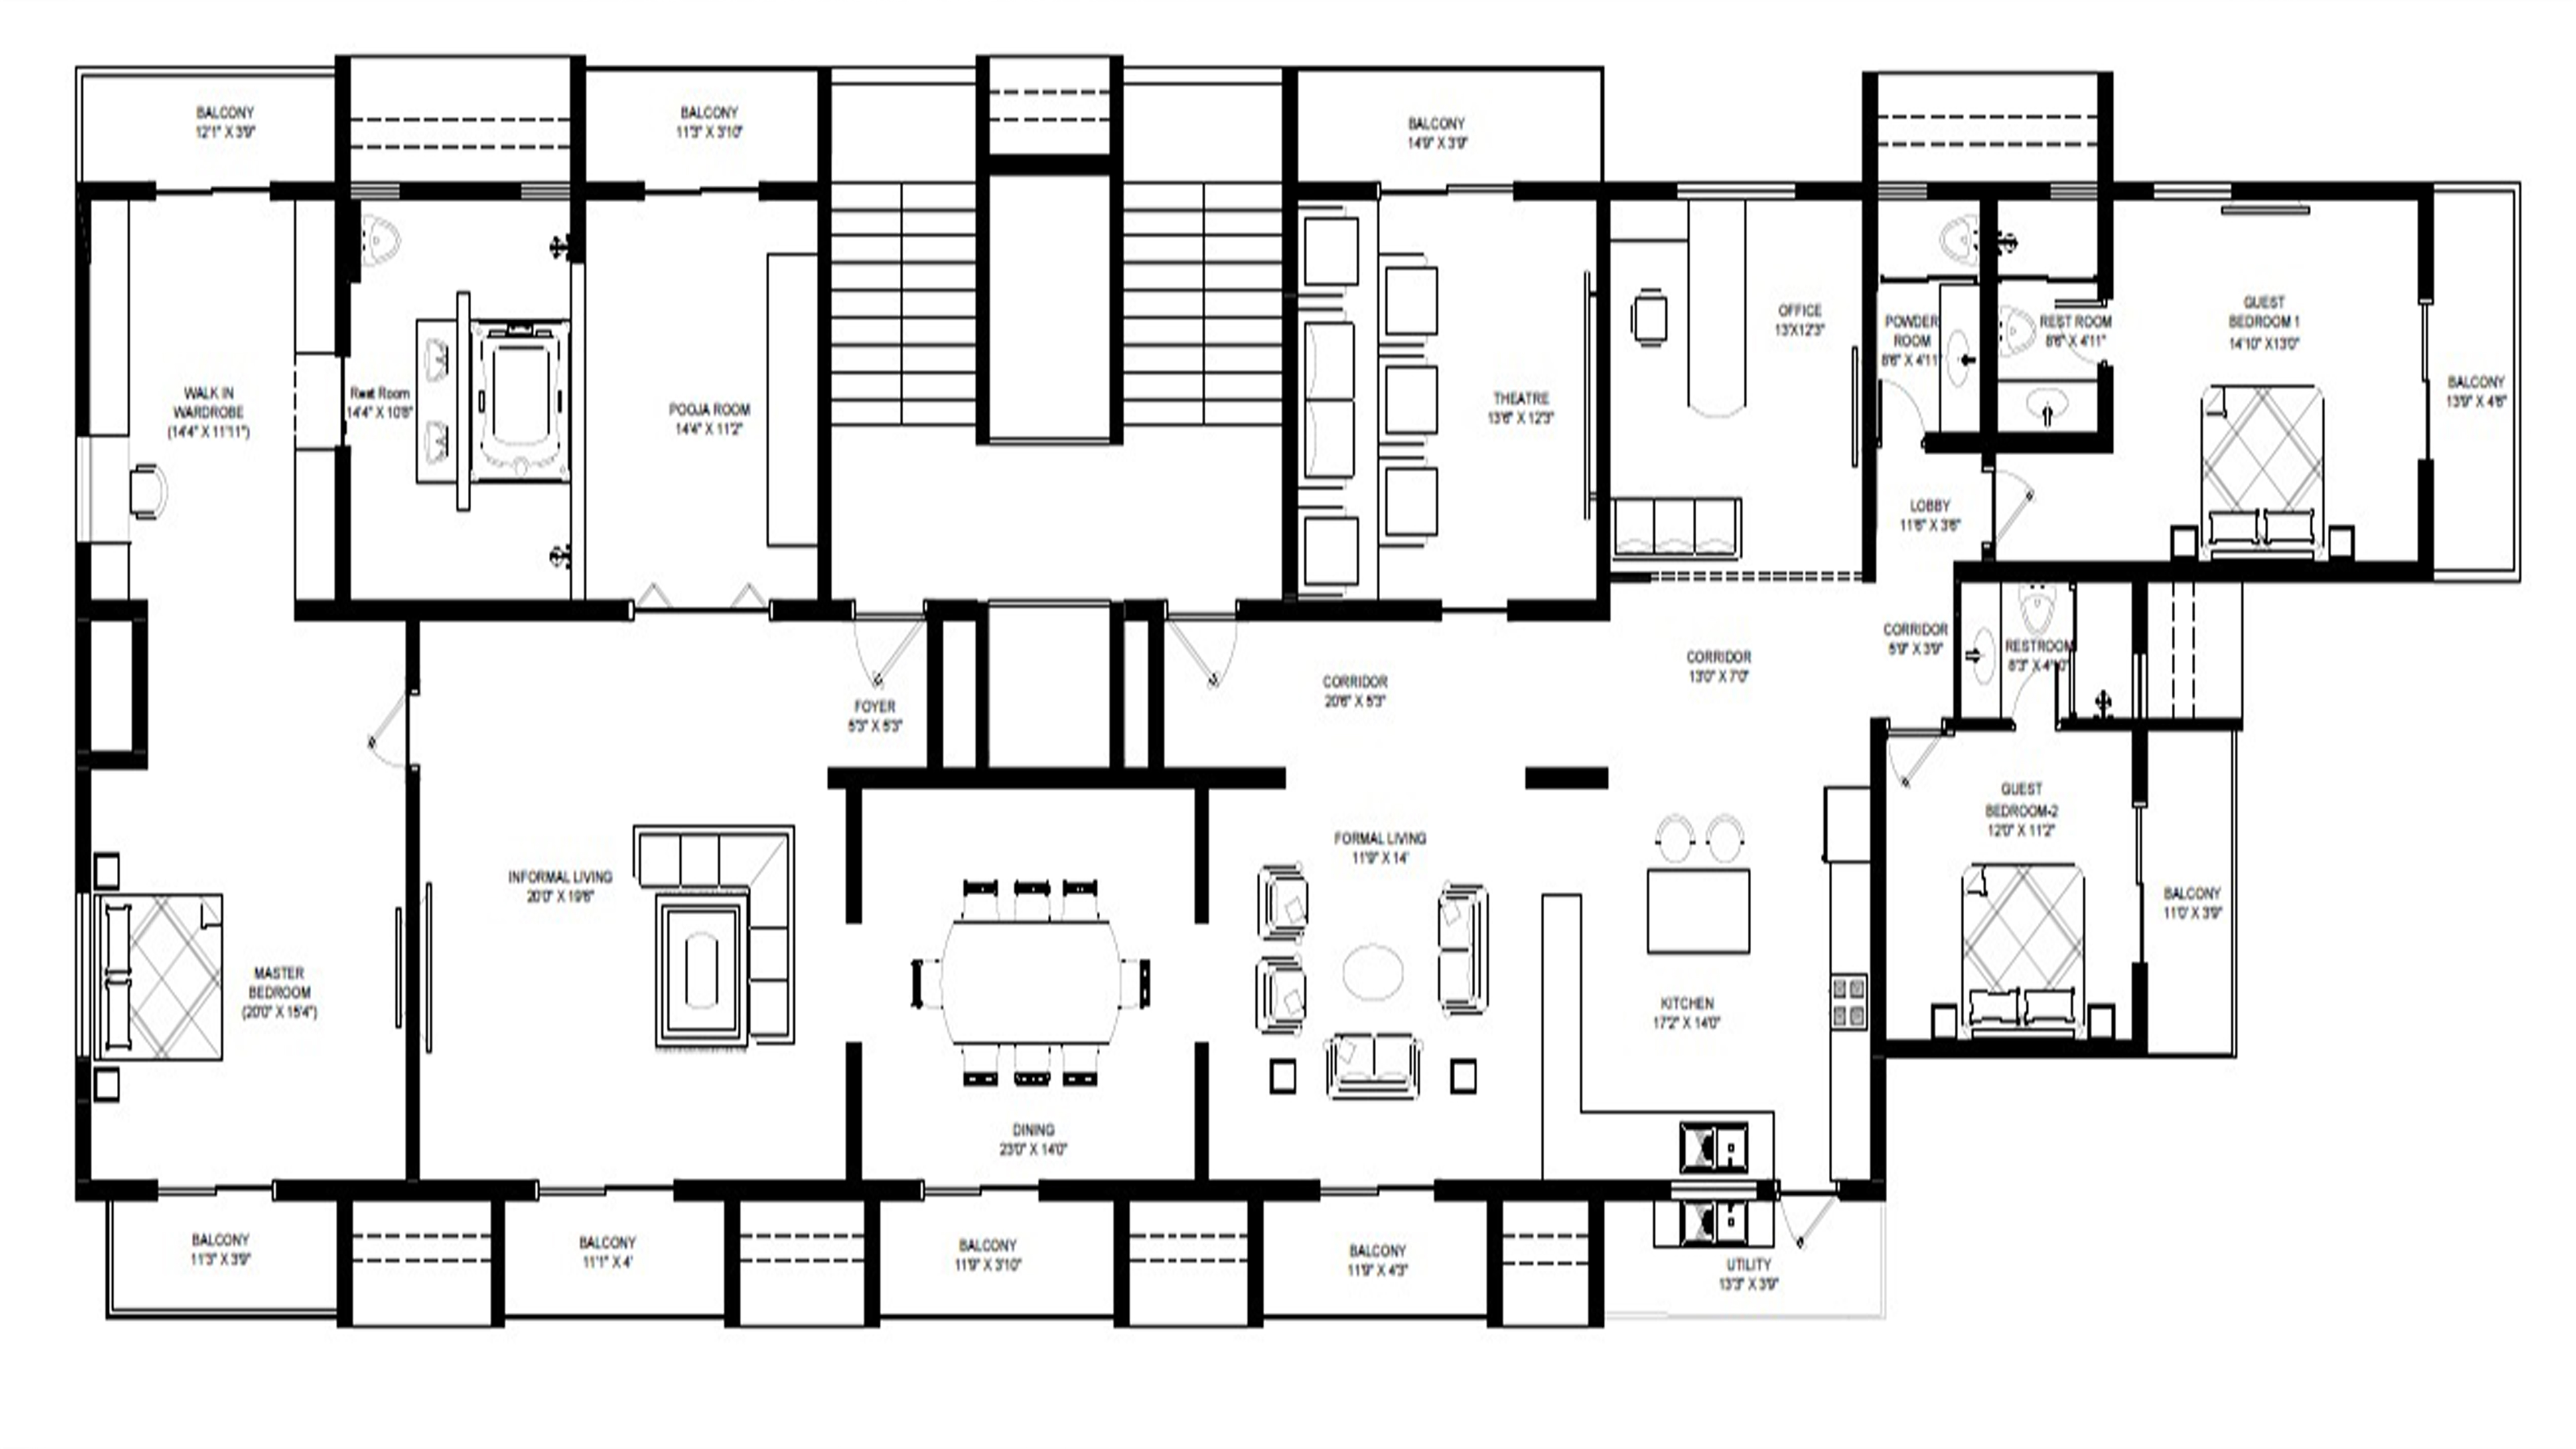 BALCONY
12'1" X 3'9"
BALCONY
11'3" X 3'10"
BALCONY
14'9" X 3'9"
WALK IN
WARDROBE
(14'4" X 11'11")
Rest Room
14'4" X 10'8"
POOJA ROOM
14'4" X 11'2"
THEATRE
13'6" X 12'3"
OFFICE
13'X12'3"
POWDER
ROOM
8'6" X 4'11"
REST ROOM
8'6" X 4'11"
GUEST
BEDROOM 1
14'10" X13'0"
BALCONY
13'9" X 4'6"
LOBBY
11'6" X 3'6"
FOYER
5'3" X 5'3"
CORRIDOR
20'6" X 5'3"
CORRIDOR
13'0" X 7'0"
CORRIDOR
5'9" X 3'9"
RESTROOM
8'3" X 4'10"
GUEST
BEDROOM-2
12'0" X 11'2"
BALCONY
11'0' X 3'9"
INFORMAL LIVING
20'0" X 19'6"
FORMAL LIVING
11'9" X 14'
MASTER
BEDROOM
(20'0" X 15'4")
KITCHEN
17'2" X 14'0"
DINING
23'0" X 14'0"
BALCONY
11'3" X 3'9"
BALCONY
11'1" X 4'
BALCONY
11'9" X 3'10"
BALCONY
11'9" X 4'3"
UTILITY
13'3" X 3'9"